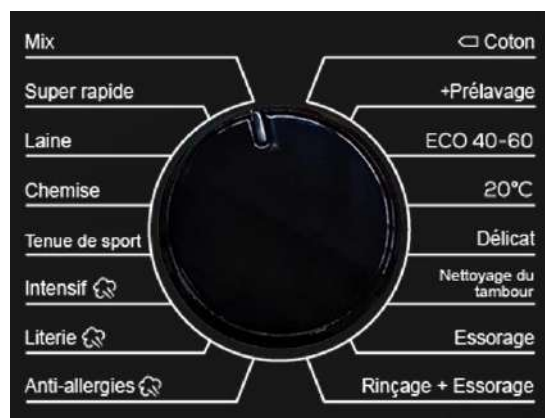 Mix
Super rapide
Laine
Chemise
Tenue de sport
Intensif
Literie
Anti-allergies
Coton
+Prélavage
ECO 40-60
20°C
Délicat
Nettoyage du
tambour
Essorage
Rinçage + Essorage